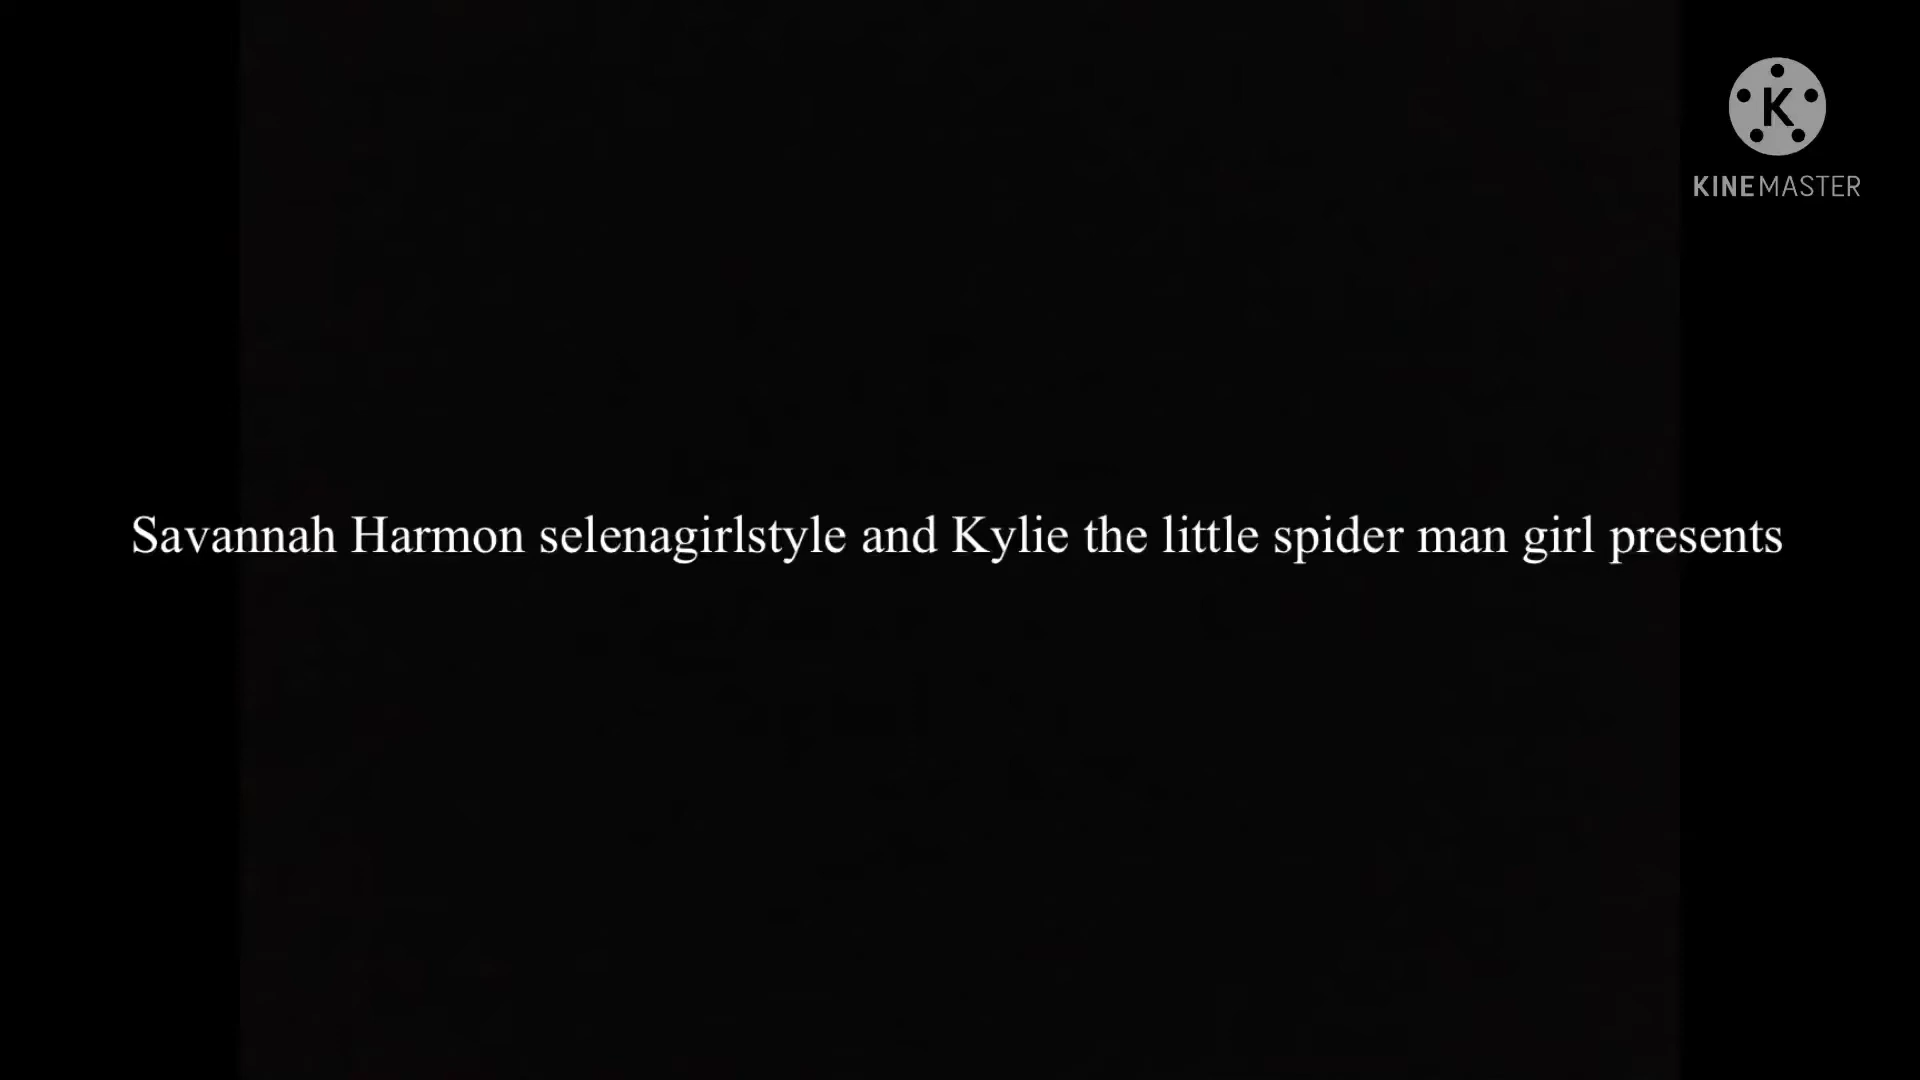 K
KINEMASTER
Savannah Harmon selenagirlstyle and Kylie the little spider man girl presents